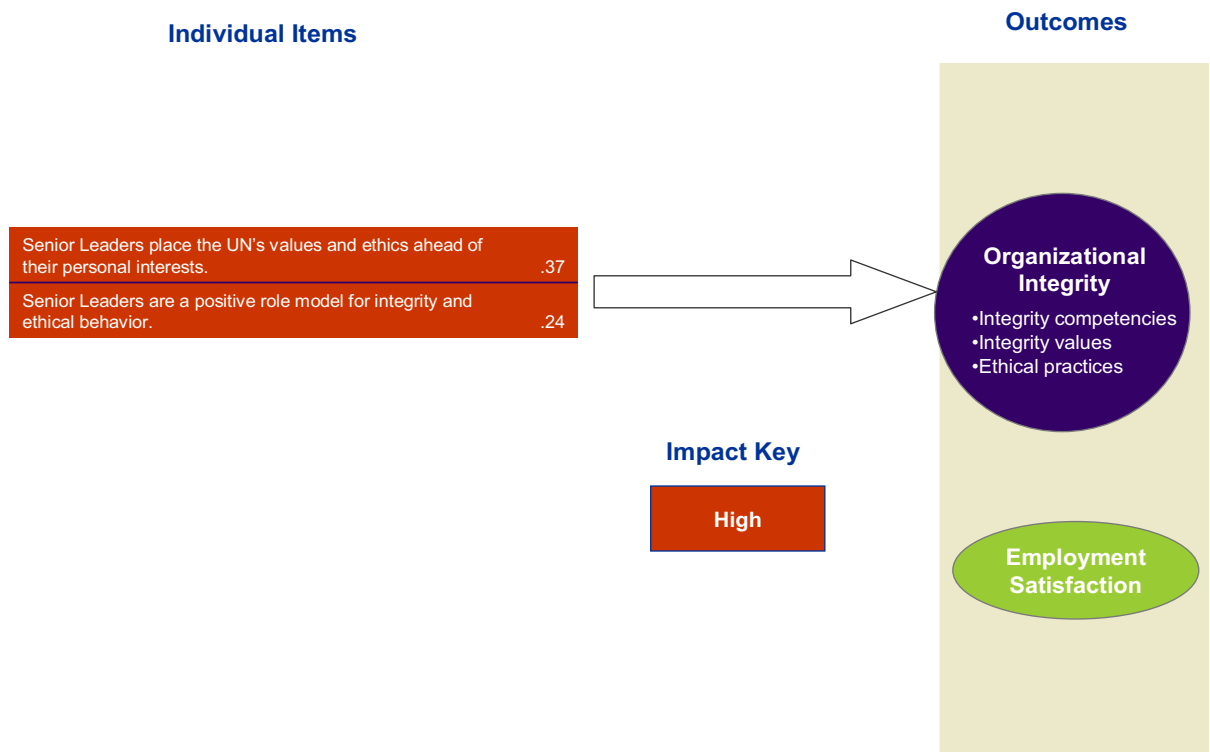 Individual Items
Outcomes
Senior Leaders place the UN’s values and ethics ahead of
their personal interests. .37
Senior Leaders are a positive role model for integrity and
ethical behavior. .24
Organizational
Integrity
•Integrity competencies
•Integrity values
•Ethical practices
Impact Key
High
Employment
Satisfaction